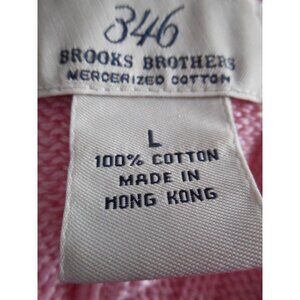 346
BROOKS BROTHERS
MERCERIZED COTTON
L
100% COTTON
MADE IN
HONG KONG